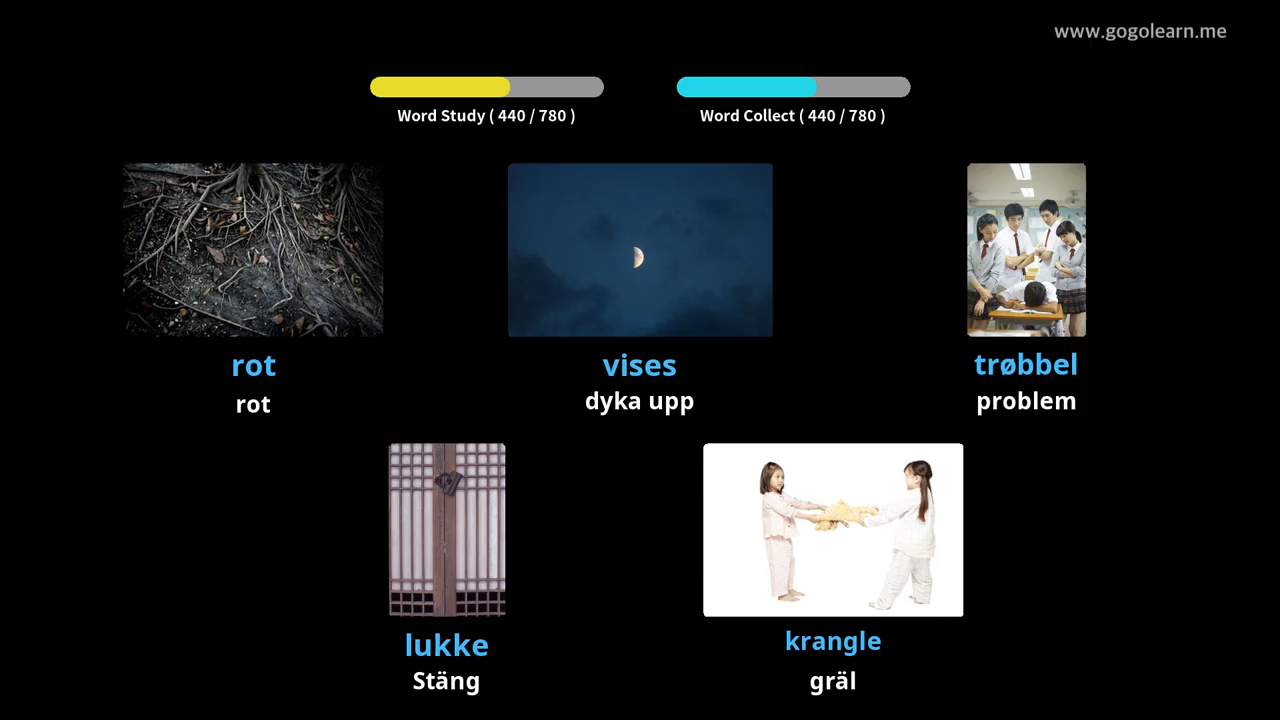 www.gogolearn.me
Word Study ( 440 / 780 )
Word Collect ( 440 / 780 )
rot
rot
vises
dyka upp
trøbbel
problem
lukke
Stäng
krangle
gräl